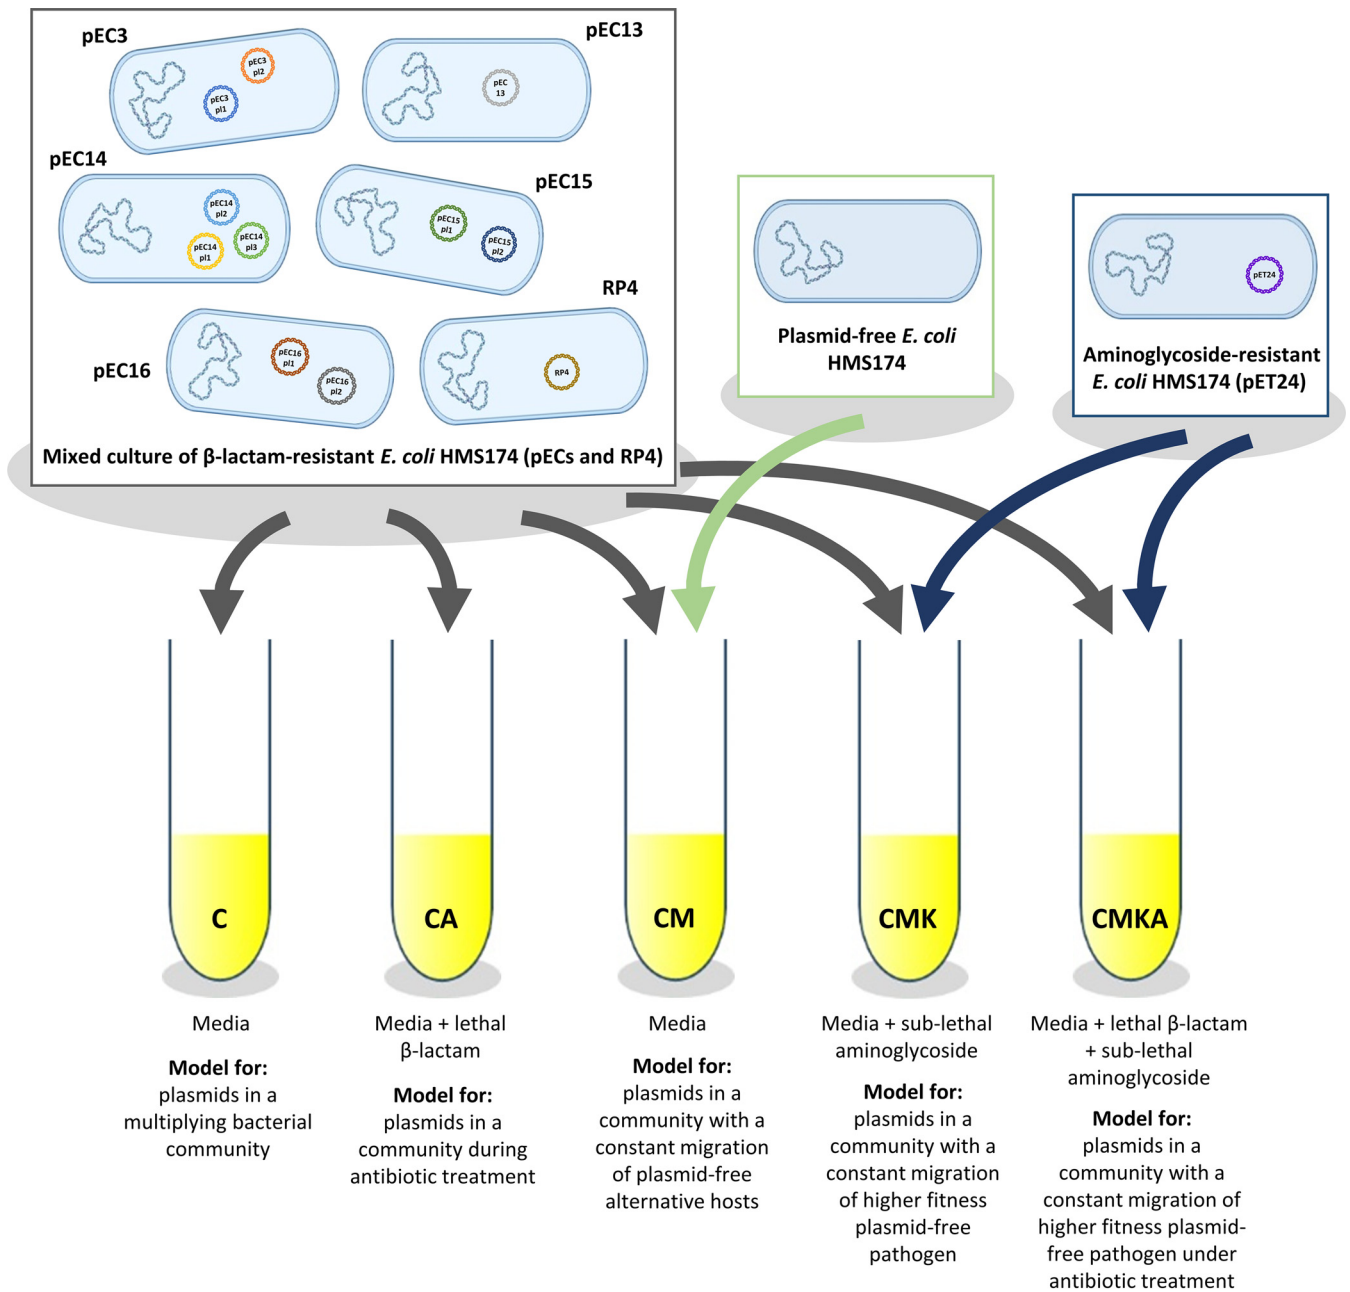 pEC3
pEC3
pl2
pEC3
pl1
pEC13
pEC
13
pEC14
pEC14
pl2
pEC14
pl1
pEC14
pl3
pEC15
pEC15
pl1
pEC15
pl2
pEC16
pEC16
pl1
pEC16
pl2
RP4
RP4
Mixed culture of β-lactam-resistant E. coli HMS174 (pECs and RP4)
Plasmid-free E. coli
HMS174
pET24
Aminoglycoside-resistant
E. coli HMS174 (pET24)
C
CA
CM
CMK
CMKA
Media
Model for:
plasmids in a
multiplying bacterial
community
Media + lethal
β-lactam
Model for:
plasmids in a
community during
antibiotic treatment
Media
Model for:
plasmids in a
community with a
constant migration
of plasmid-free
alternative hosts
Media + sub-lethal
aminoglycoside
Model for:
plasmids in a
community with a
constant migration
of higher fitness
plasmid-free
pathogen
Media + lethal β-lactam
+ sub-lethal
aminoglycoside
Model for:
plasmids in a
community with a
constant migration of
higher fitness plasmid-
free pathogen under
antibiotic treatment